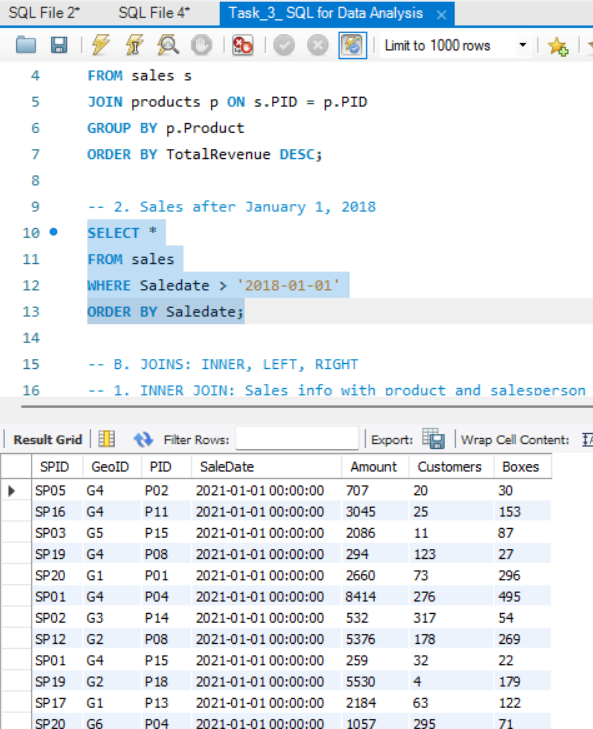 SQL File 2* SQL File 4* Task_3_ SQL for Data Analysis ×
Limit to 1000 rows
4 FROM sales s
5 JOIN products p ON s.PID = p.PID
6 GROUP BY p.Product
7 ORDER BY TotalRevenue DESC;
8
9 -- 2. Sales after January 1, 2018
10 SELECT *
11 FROM sales
12 WHERE Saledate > '2018-01-01'
13 ORDER BY Saledate;
14
15 -- B. JOINS: INNER, LEFT, RIGHT
16 -- 1. INNER JOIN: Sales info with product and salesperson
Result Grid Filter Rows: Export: Wrap Cell Content:
SPID GeoID PID SaleDate Amount Customers Boxes
SP05 G4 P02 2021-01-01 00:00:00 707 20 30
SP16 G4 P11 2021-01-01 00:00:00 3045 25 153
SP03 G5 P15 2021-01-01 00:00:00 2086 11 87
SP19 G4 P08 2021-01-01 00:00:00 294 123 27
SP20 G1 P01 2021-01-01 00:00:00 2660 73 296
SP01 G4 P04 2021-01-01 00:00:00 8414 276 495
SP02 G3 P14 2021-01-01 00:00:00 532 317 54
SP12 G2 P08 2021-01-01 00:00:00 5376 178 269
SP01 G4 P15 2021-01-01 00:00:00 259 32 22
SP19 G2 P18 2021-01-01 00:00:00 5530 4 179
SP17 G1 P13 2021-01-01 00:00:00 2184 63 122
SP20 G6 P04 2021-01-01 00:00:00 1057 295 71